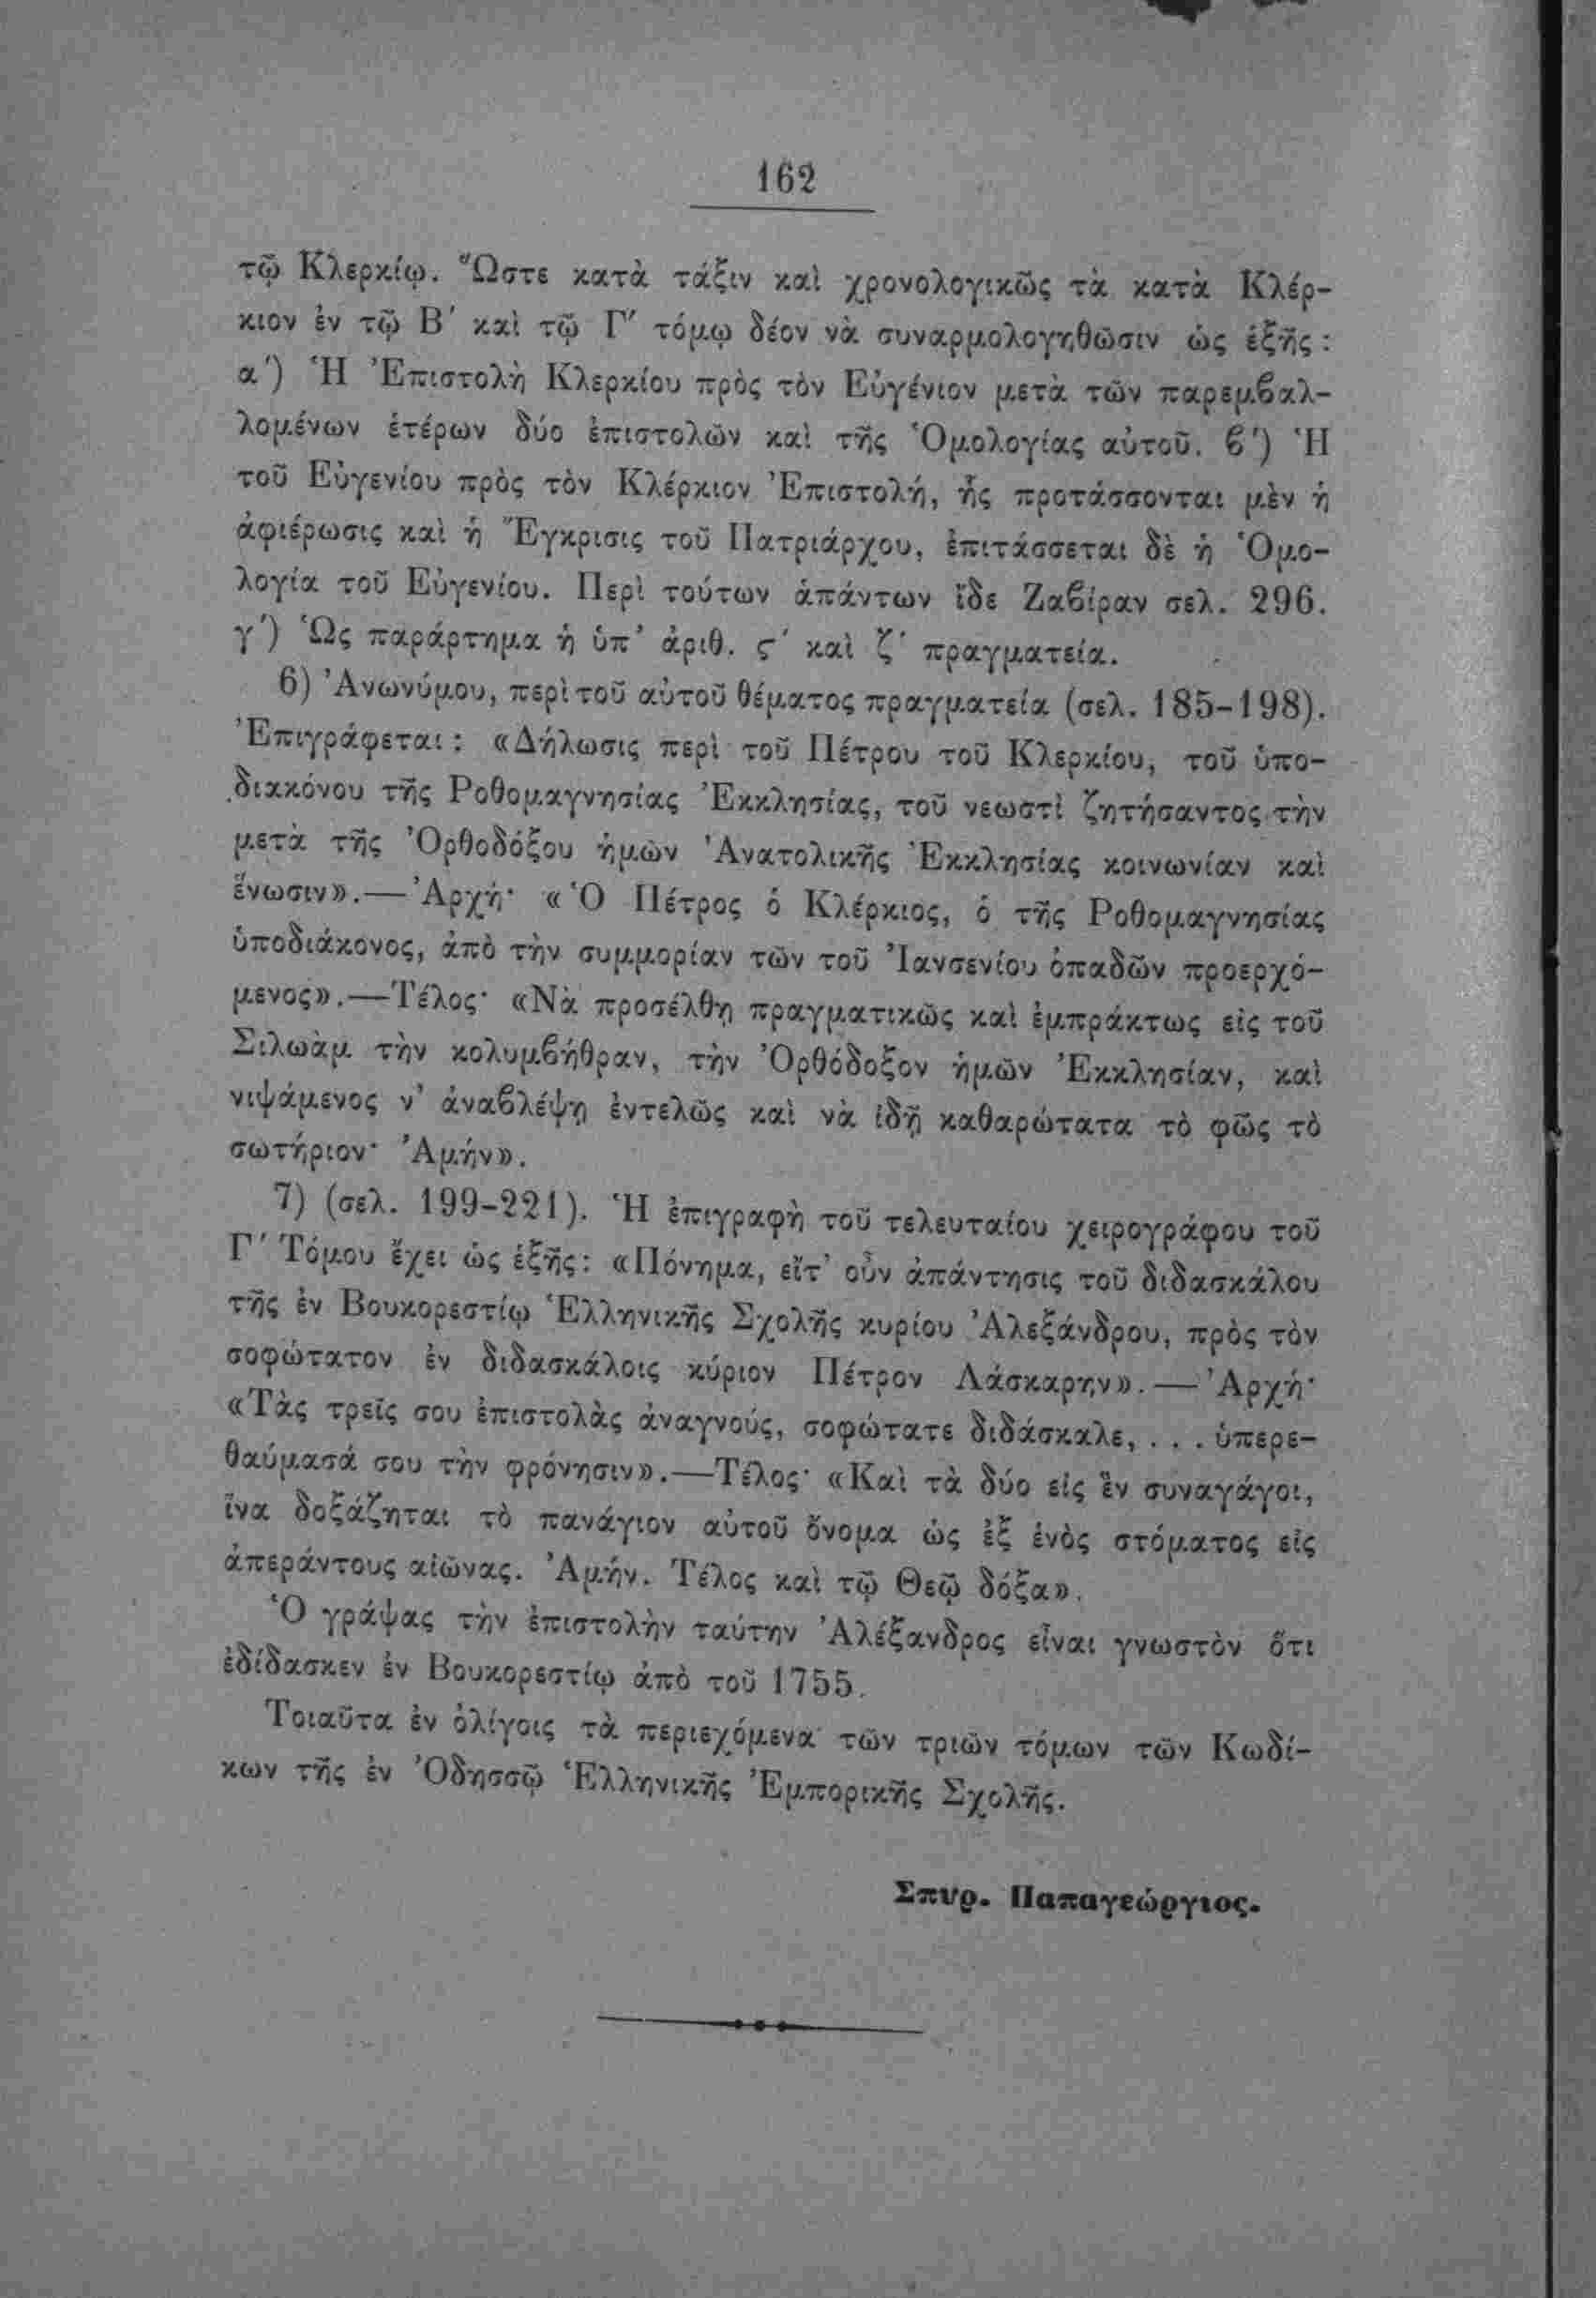 162
τῷ Κλερκίῳ. Ὥστε κατὰ τάξιν καὶ χρονολογικῶς τὰ κατὰ Κλέρ-
κιον ἐν τῷ Β΄ καὶ τῷ Γ΄ τόμῳ δέον νὰ συναρμολογηθῶσιν ὡς ἑξῆς:
α΄) Ἡ Ἐπιστολὴ Κλερκίου πρὸς τὸν Εὐγένιον μετὰ τῶν παρεμβαλ-
λομένων ἑτέρων δύο ἐπιστολῶν καὶ τῆς Ὁμολογίας αὐτοῦ. ϐ΄) Ἡ
τοῦ Εὐγενίου πρὸς τὸν Κλέρκιον Ἐπιστολή, ἧς προτάσσονται μὲν ἡ
ἀφιέρωσις καὶ ἡ Ἔγκρισις τοῦ Πατριάρχου, ἐπιτάσσεται δὲ ἡ Ὁμο-
λογία τοῦ Εὐγενίου. Περὶ τούτων ἁπάντων ἴδε Ζαϐίραν σελ. 296.
γ΄) Ὡς παράρτημα ἡ ὑπ' ἀριθ. ς΄ καὶ ζ΄ πραγματεία.
6) Ἀνωνύμου, περὶ τοῦ αὐτοῦ θέματος πραγματεία (σελ. 185-198).
Ἐπιγράφεται: «Δήλωσις περὶ τοῦ Πέτρου τοῦ Κλερκίου, τοῦ ὑπο-
διακόνου τῆς Ροθομαγνησίας Ἐκκλησίας, τοῦ νεωστὶ ζητήσαντος τὴν
μετὰ τῆς Ὀρθοδόξου ἡμῶν Ἀνατολικῆς Ἐκκλησίας κοινωνίαν καὶ
ἕνωσιν».—Ἀρχή· «Ὁ Πέτρος ὁ Κλέρκιος, ὁ τῆς Ροθομαγνησίας
ὑποδιάκονος, ἀπὸ τὴν συμμορίαν τῶν τοῦ Ἰανσενίου ὀπαδῶν προερχό-
μενος».—Τέλος· «Νὰ προσέλθῃ πραγματικῶς καὶ ἐμπράκτως εἰς τοῦ
Σιλωὰμ τὴν κολυμϐήθραν, τὴν Ὀρθόδοξον ἡμῶν Ἐκκλησίαν, καὶ
νιψάμενος ν' ἀναϐλέψῃ ἐντελῶς καὶ νὰ ἰδῇ καθαρώτατα τὸ φῶς τὸ
σωτήριον· Ἀμήν».
7) (σελ. 199-221). Ἡ ἐπιγραφὴ τοῦ τελευταίου χειρογράφου τοῦ
Γ΄ Τόμου ἔχει ὡς ἑξῆς: «Πόνημα, εἴτ' οὖν ἀπάντησις τοῦ διδασκάλου
τῆς ἐν Βουκορεστίῳ Ἑλληνικῆς Σχολῆς κυρίου Ἀλεξάνδρου, πρὸς τὸν
σοφώτατον ἐν διδασκάλοις κύριον Πέτρον Λάσκαρην».—Ἀρχή·
«Τὰς τρεῖς σου ἐπιστολὰς ἀναγνούς, σοφώτατε διδάσκαλε, . . . ὑπερε-
θαύμασά σου τὴν φρόνησιν».—Τέλος· «Καὶ τὰ δύο εἰς ἓν συναγάγοι,
ἵνα δοξάζηται τὸ πανάγιον αὐτοῦ ὄνομα ὡς ἐξ ἑνὸς στόματος εἰς
ἀπεράντους αἰῶνας. Ἀμήν. Τέλος καὶ τῷ Θεῷ δόξα».
Ὁ γράψας τὴν ἐπιστολὴν ταύτην Ἀλέξανδρος εἶναι γνωστὸν ὅτι
ἐδίδασκεν ἐν Βουκορεστίῳ ἀπὸ τοῦ 1755.
Τοιαῦτα ἐν ὀλίγοις τὰ περιεχόμενα τῶν τριῶν τόμων τῶν Κωδί-
κων τῆς ἐν Ὀδησσῷ Ἑλληνικῆς Ἐμπορικῆς Σχολῆς.
Σπυρ. Παπαγεώργιος.